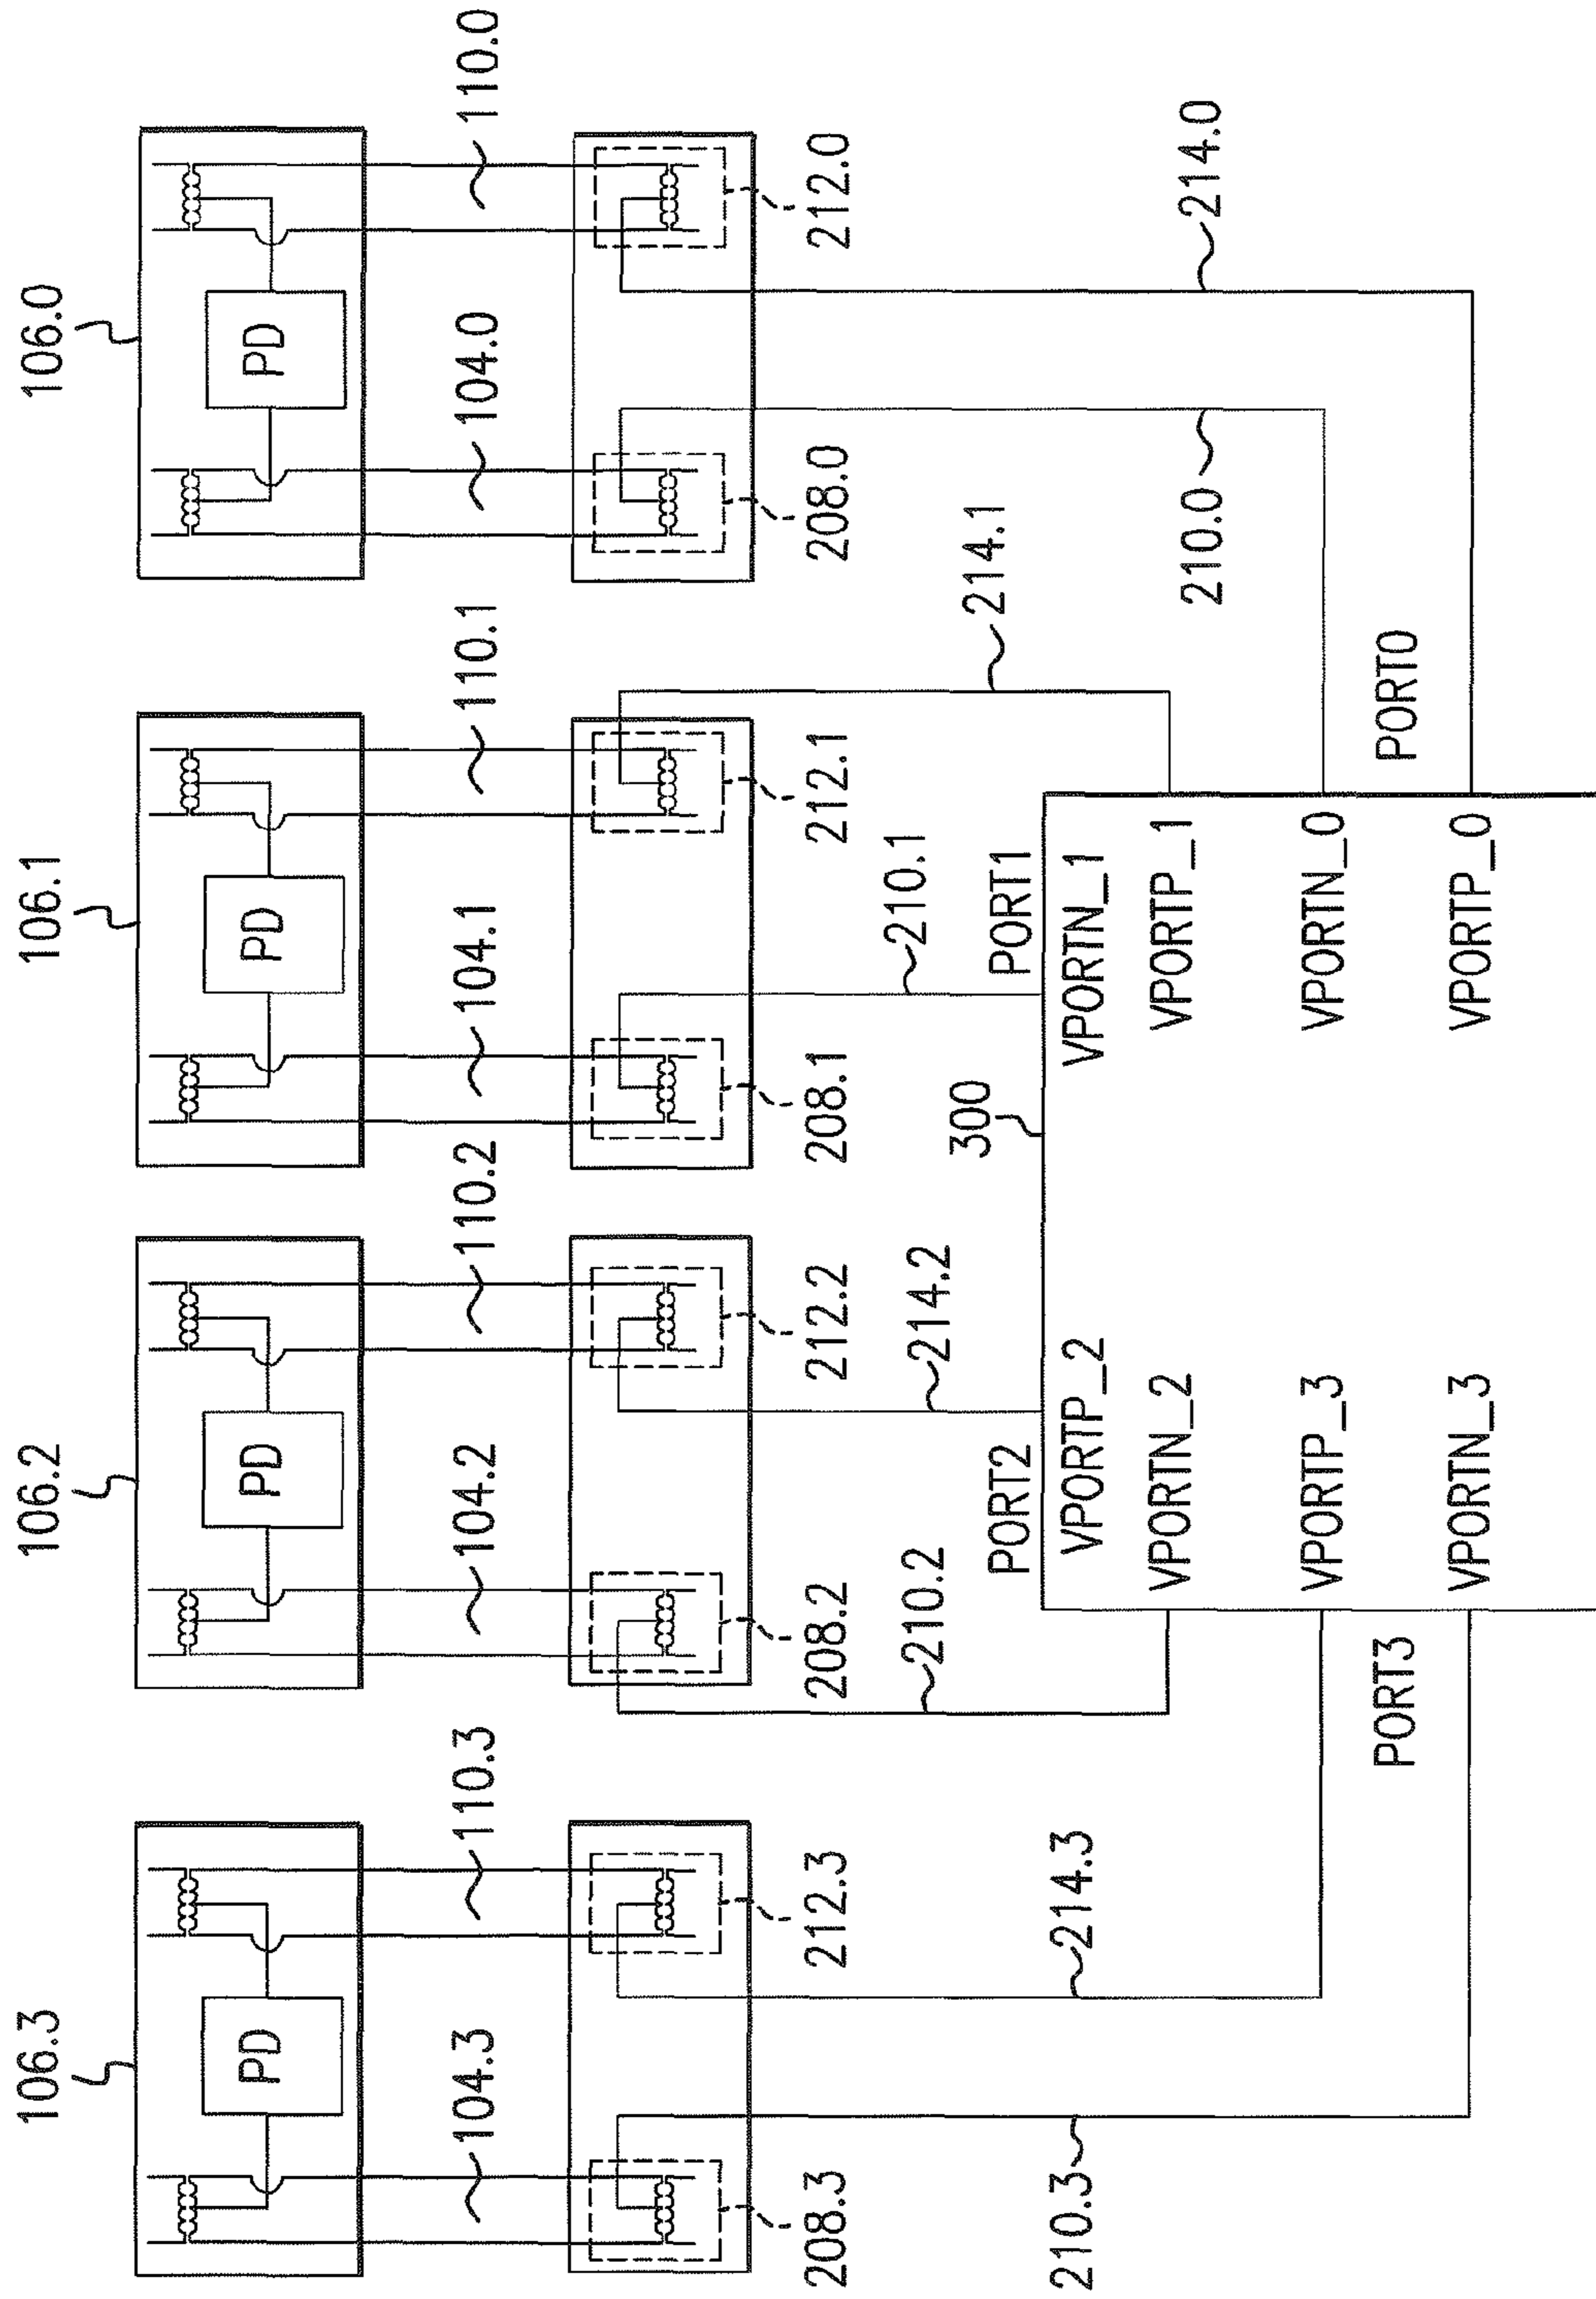 106.3
106.2
106.1
106.0
PD
PD
PD
PD
104.3
110.3
104.2
110.2
104.1
110.1
104.0
110.0
208.3
212.3
208.2
212.2
208.1
212.1
208.0
212.0
210.3
214.3
210.2
214.2
210.1
214.1
210.0
214.0
300
PORT2
PORT1
VPORTP_2
VPORTN_1
VPORTN_2
VPORTP_1
VPORTP_3
VPORTN_0
PORT3
PORT0
VPORTN_3
VPORTP_0